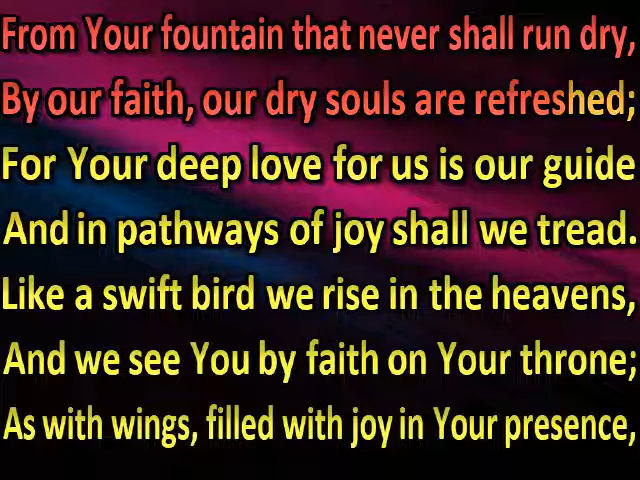 From Your fountain that never shall run dry,
By our faith, our dry souls are refreshed;
For Your deep love for us is our guide
And in pathways of joy shall we tread.
Like a swift bird we rise in the heavens,
And we see You by faith on Your throne;
As with wings, filled with joy in Your presence,